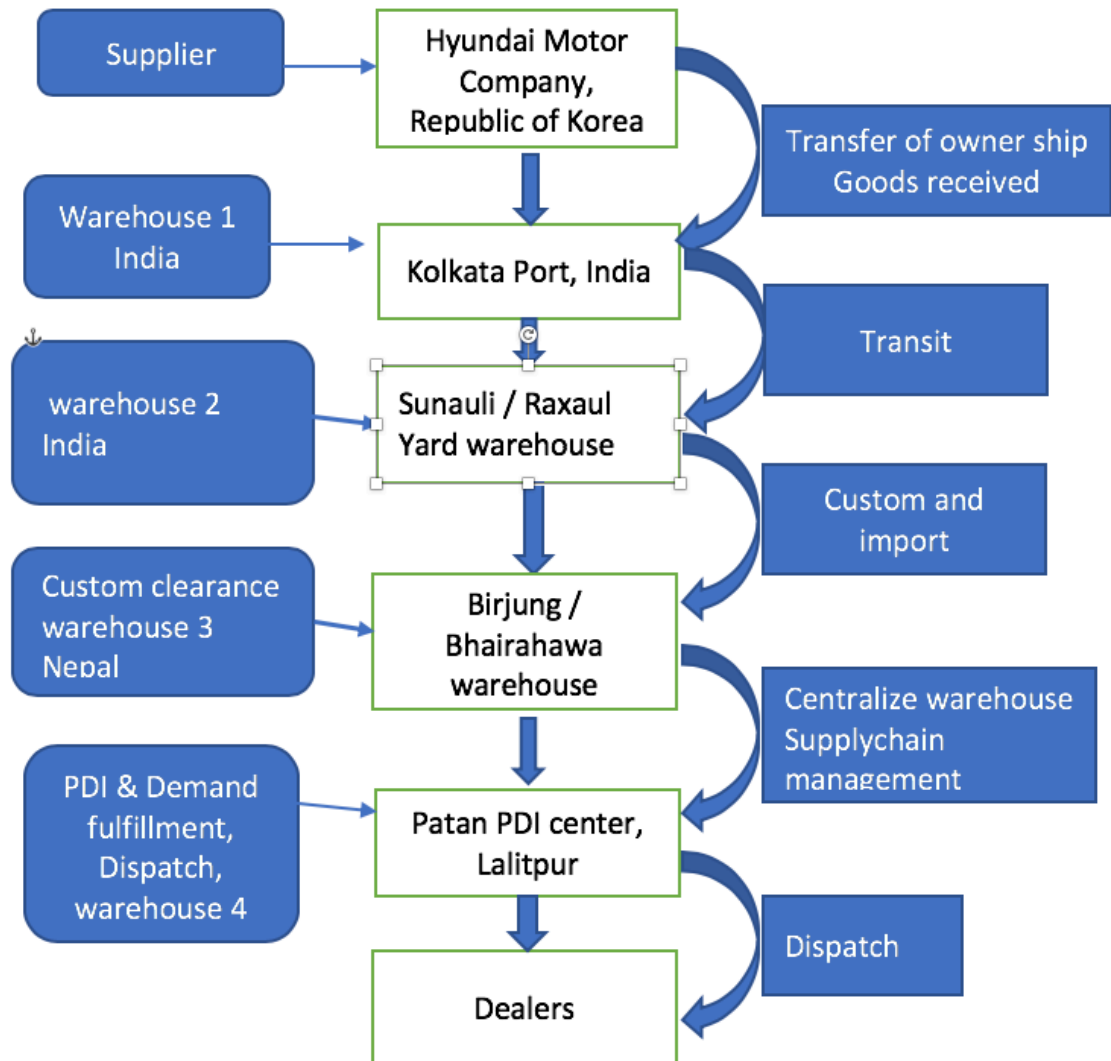 Supplier
Hyundai Motor
Company,
Republic of Korea
Transfer of owner ship
Goods received
Warehouse 1
India
Kolkata Port, India
Transit
warehouse 2
India
Sunauli / Raxaul
Yard warehouse
Custom and
import
Custom clearance
warehouse 3
Nepal
Birjung /
Bhairahawa
warehouse
Centralize warehouse
Supplychain
management
PDI & Demand
fulfillment,
Dispatch,
warehouse 4
Patan PDI center,
Lalitpur
Dispatch
Dealers